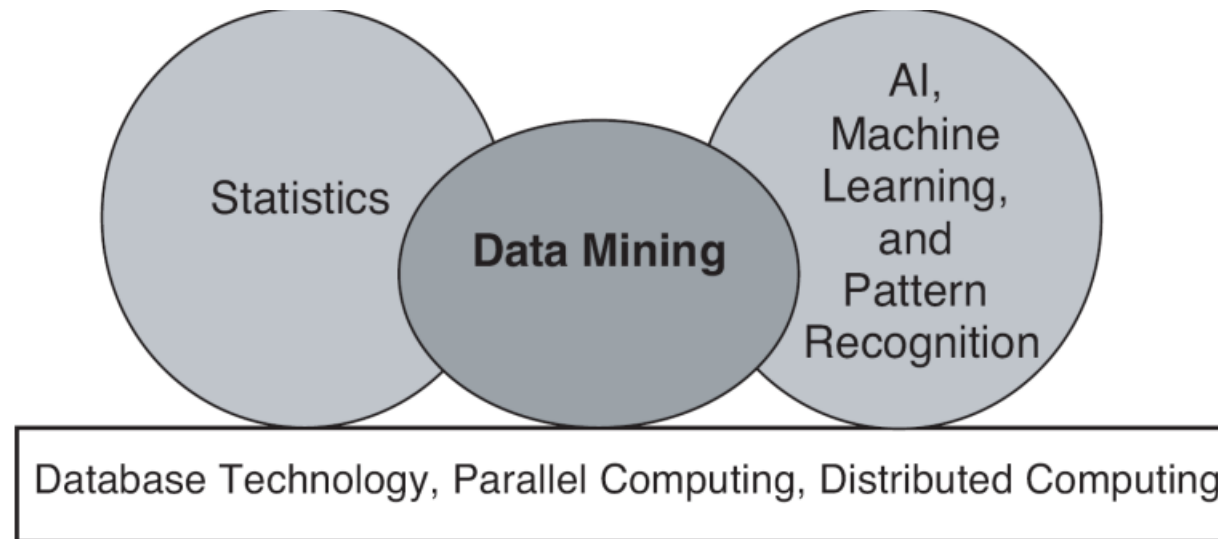 Statistics
Data Mining
AI,
Machine
Learning,
and
Pattern
Recognition
Database Technology, Parallel Computing, Distributed Computing